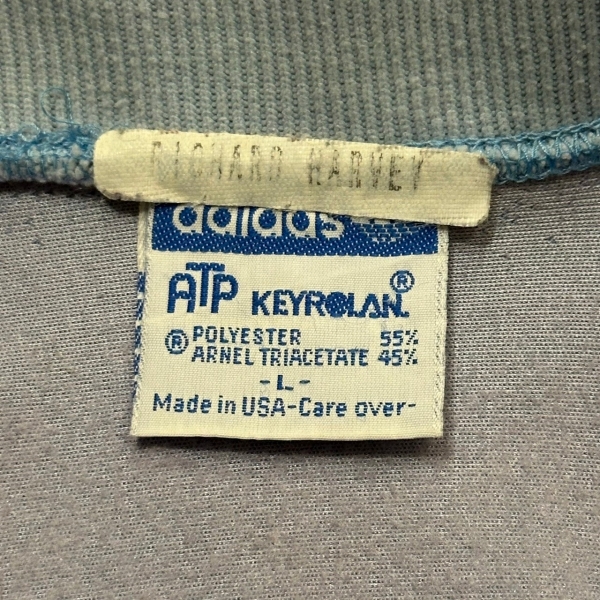 RICHARD HARVEY
adidas
ATP KEYROLAN. ®
® POLYESTER 55%
ARNEL TRIACETATE 45%
- L -
Made in USA-Care over-